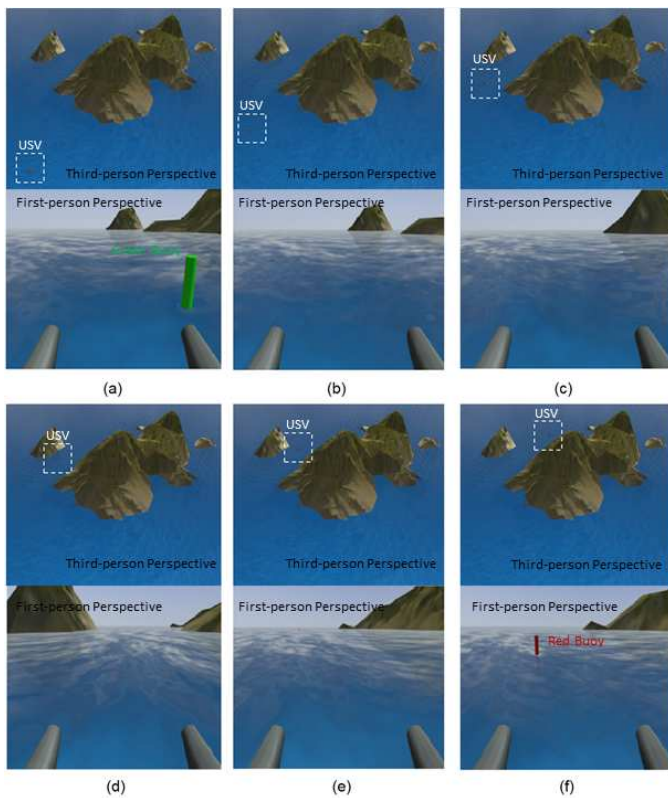 USV
Third-person Perspective
First-person Perspective
Green Buoy
(a)
USV
Third-person Perspective
First-person Perspective
(b)
USV
Third-person Perspective
First-person Perspective
(c)
USV
Third-person Perspective
First-person Perspective
(d)
USV
Third-person Perspective
First-person Perspective
(e)
USV
Third-person Perspective
First-person Perspective
Red Buoy
(f)